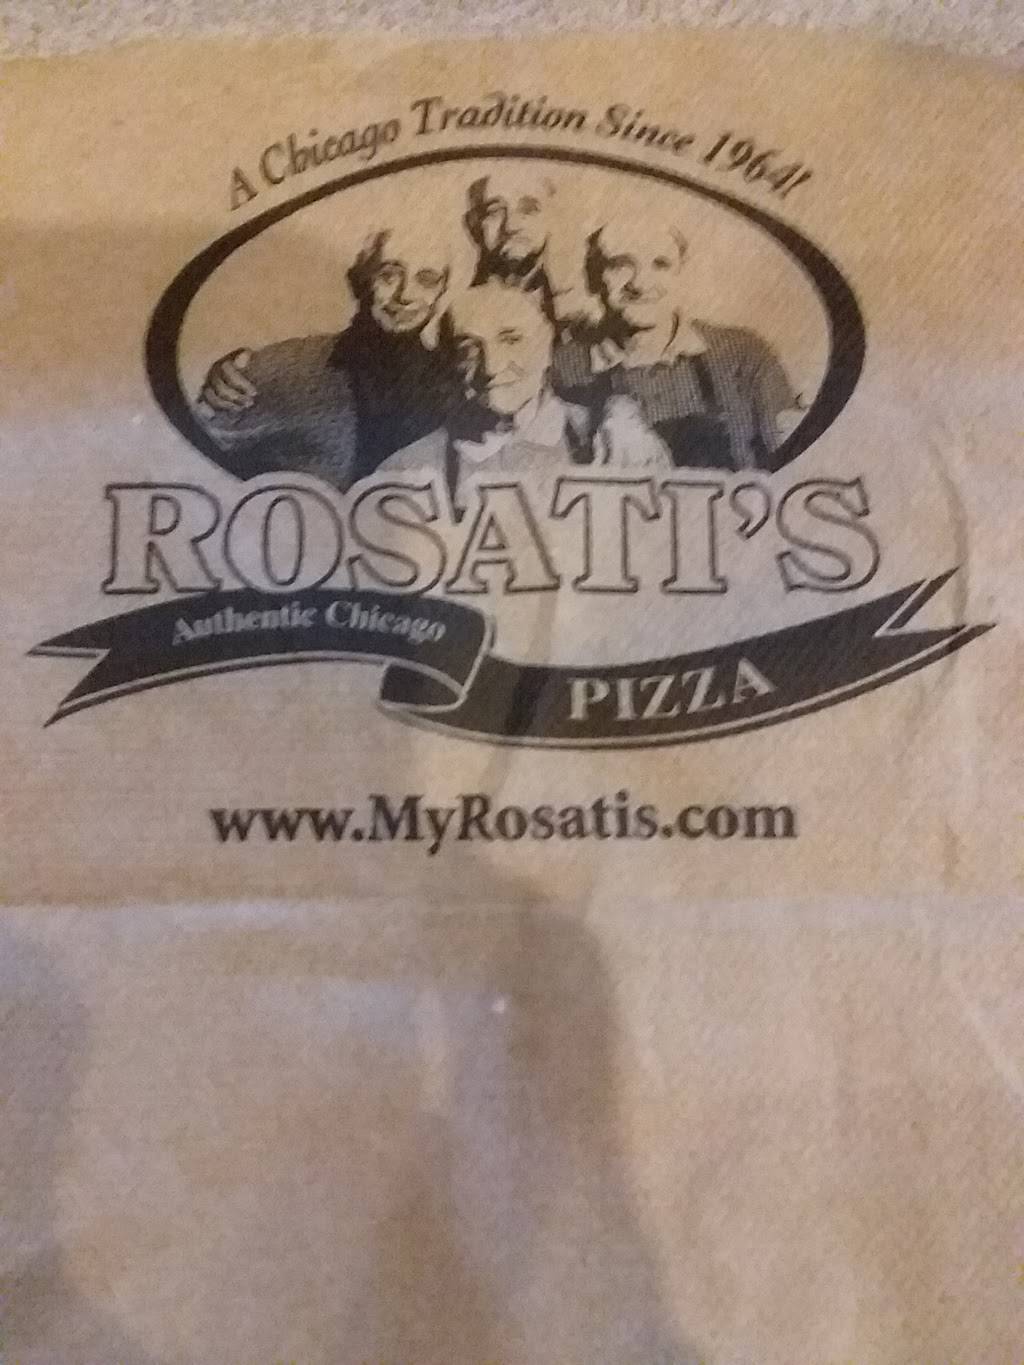 A Chicago Tradition Since 1964!
ROSATI'S
Authentic Chicago
PIZZA
www.MyRosatis.com